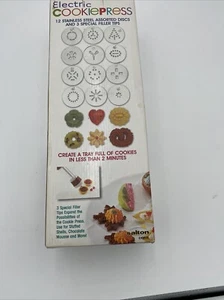 Electric
COOKIEPRESS
12 STAINLESS STEEL ASSORTED DISCS
AND 3 SPECIAL FILLER TIPS
CREATE A TRAY FULL OF COOKIES
IN LESS THAN 2 MINUTES
3 Special Filler
Tips Expand the
Possibilities of
the Cookie Press.
Use for Stuffed
Shells, Chocolate
Mousse and More!
salton